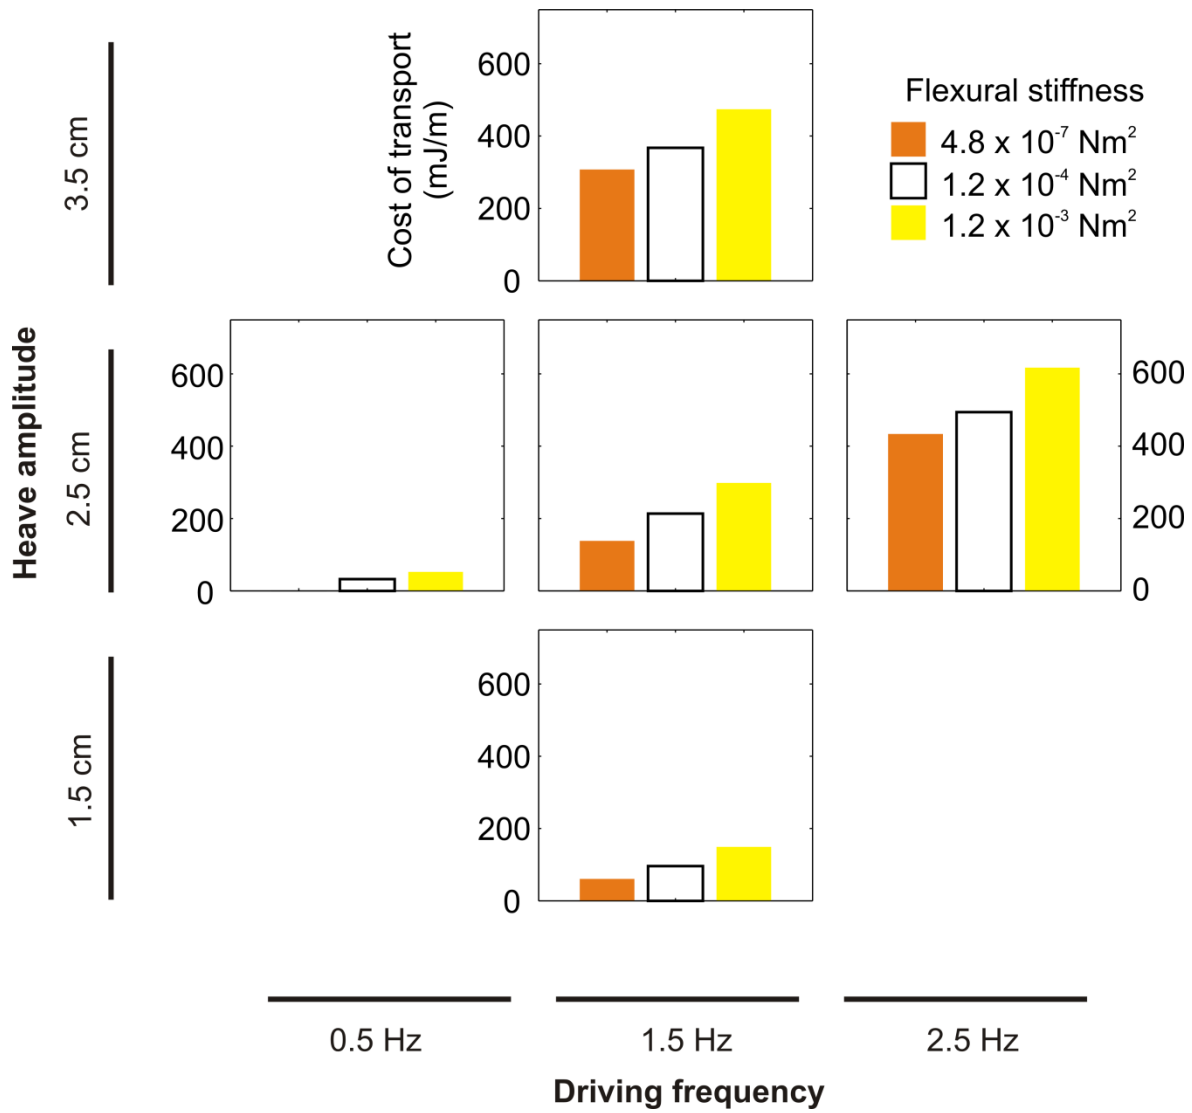 Cost of transport
(mJ/m)
600
400
200
0
Flexural stiffness
4.8 x 10⁻⁷ Nm²
1.2 x 10⁻⁴ Nm²
1.2 x 10⁻³ Nm²
Heave amplitude
3.5 cm
2.5 cm
1.5 cm
600
400
200
0
600
400
200
0
600
400
200
0
0.5 Hz
1.5 Hz
2.5 Hz
Driving frequency